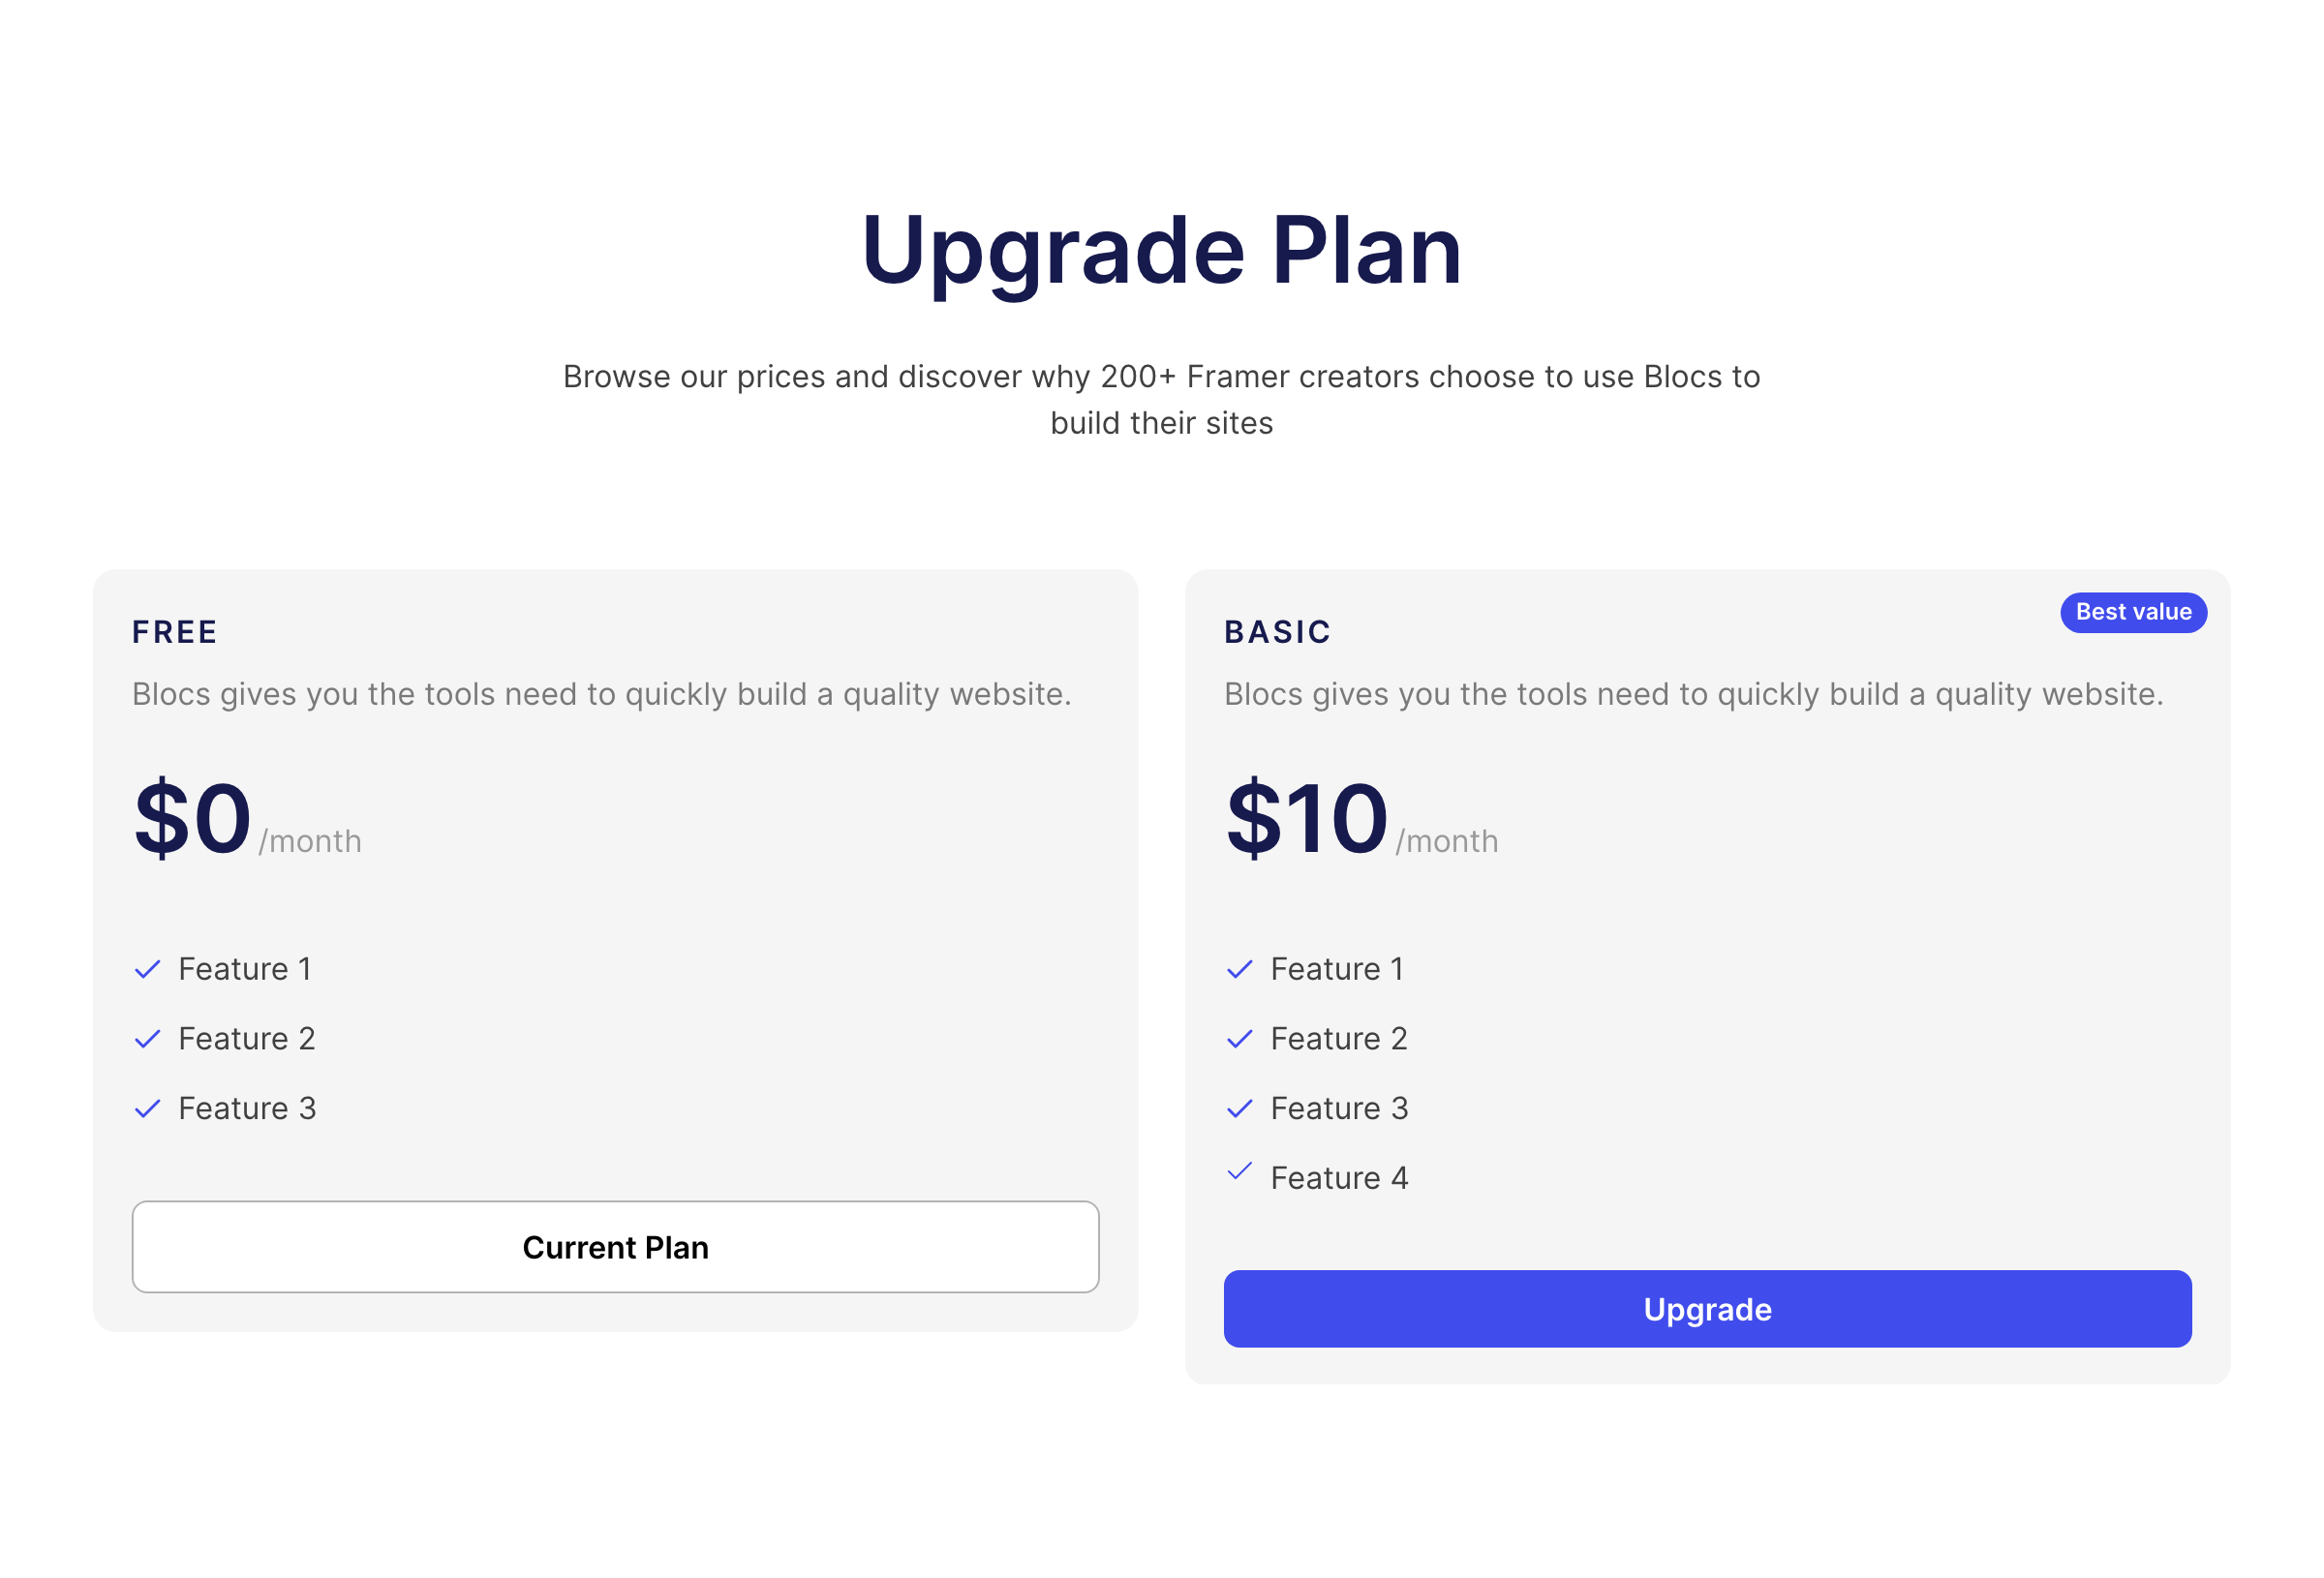 Upgrade Plan
Browse our prices and discover why 200+ Framer creators choose to use Blocs to
build their sites
FREE
Blocs gives you the tools need to quickly build a quality website.
$0/month
Feature 1
Feature 2
Feature 3
Current Plan
BASIC
Best value
Blocs gives you the tools need to quickly build a quality website.
$10/month
Feature 1
Feature 2
Feature 3
Feature 4
Upgrade